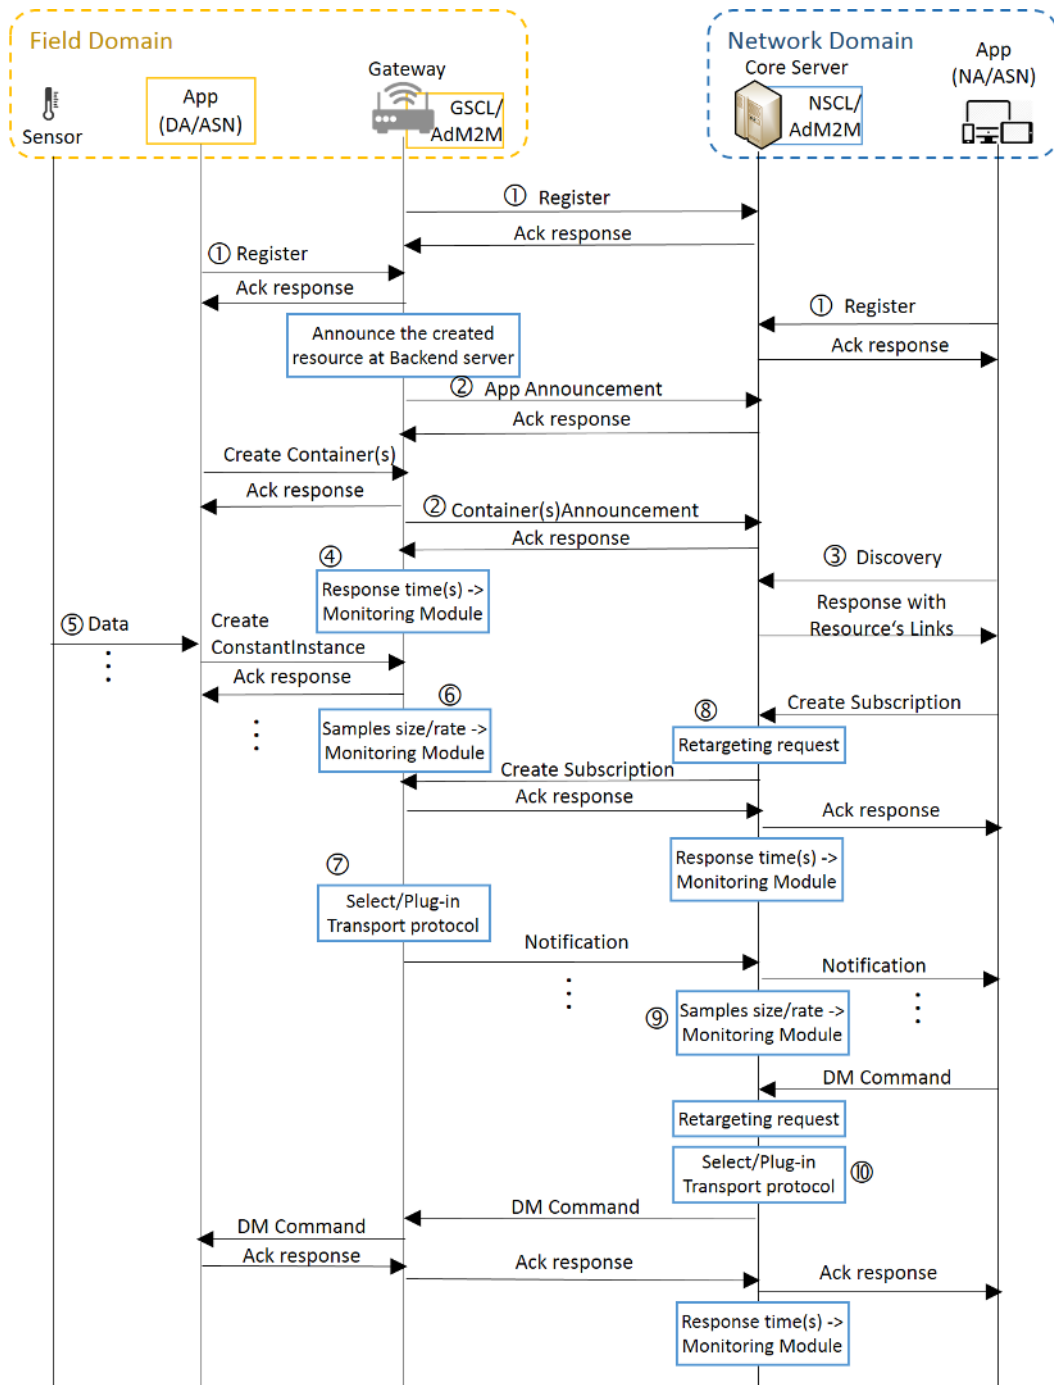 Field Domain
Network Domain
App
(NA/ASN)
Sensor
App
(DA/ASN)
Gateway
GSCL/
AdM2M
Core Server
NSCL/
AdM2M
① Register
Ack response
① Register
Ack response
① Register
Ack response
Announce the created
resource at Backend server
② App Announcement
Ack response
Create Container(s)
Ack response
② Container(s)Announcement
Ack response
③ Discovery
④
Response time(s) ->
Monitoring Module
Response with
Resource's Links
⑤ Data
Create
ConstantInstance
Ack response
⑥
Samples size/rate ->
Monitoring Module
Create Subscription
⑧
Retargeting request
Create Subscription
Ack response
Ack response
Response time(s) ->
Monitoring Module
⑦
Select/Plug-in
Transport protocol
Notification
Notification
⑨
Samples size/rate ->
Monitoring Module
DM Command
Retargeting request
Select/Plug-in
Transport protocol
⑩
DM Command
DM Command
Ack response
Ack response
Ack response
Response time(s) ->
Monitoring Module